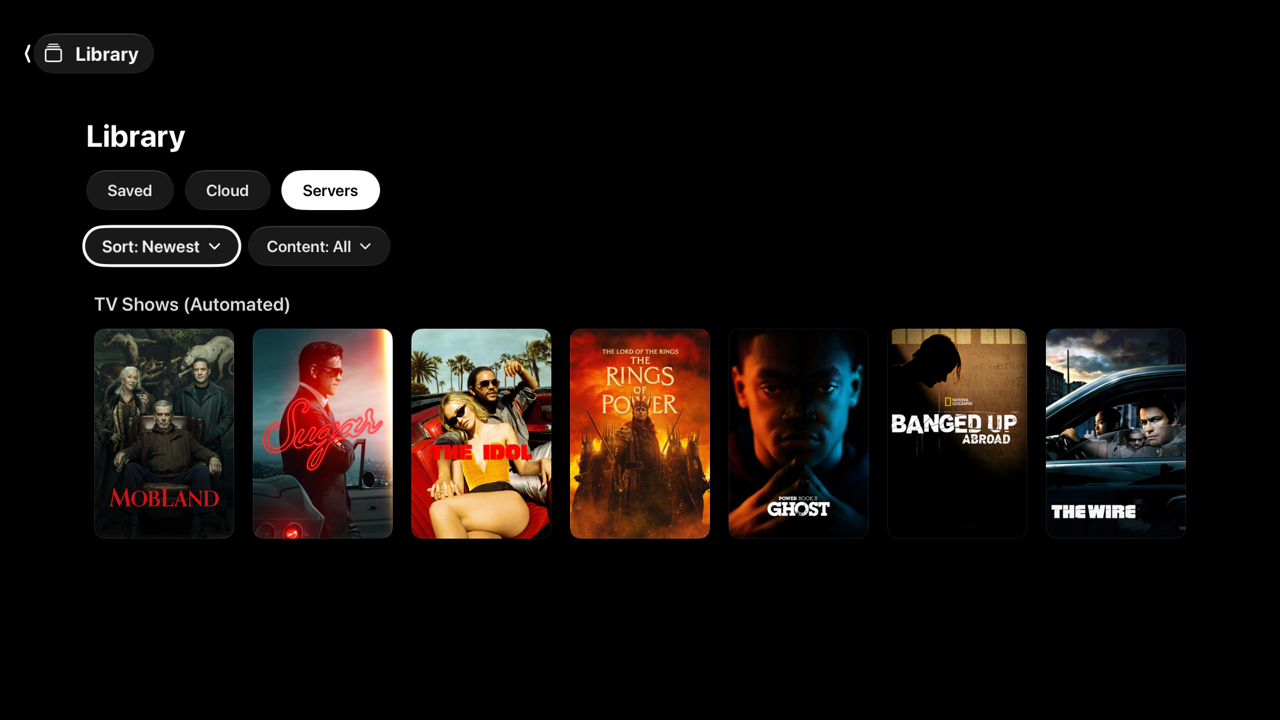 Library
Library
Saved
Cloud
Servers
Sort: Newest
Content: All
TV Shows (Automated)
MOBLAND
Sugar
THE IDOL
THE LORD OF THE RINGS
THE
RINGS
OF
POWER
POWER BOOK II:
GHOST
NATIONAL
GEOGRAPHIC
BANGED UP
ABROAD
THE WIRE